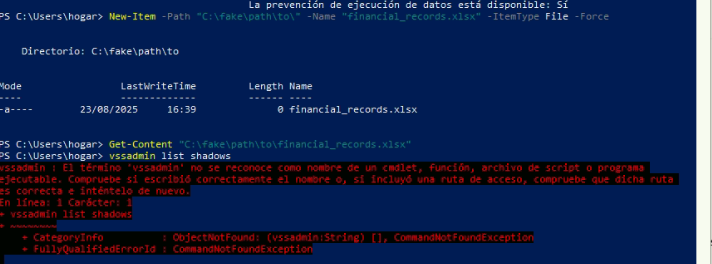 La prevención de ejecución de datos está disponible: Sí
PS C:\Users\hogar> New-Item -Path "C:\fake\path\to\" -Name "financial_records.xlsx" -ItemType File -Force
Directorio: C:\fake\path\to
Mode LastWriteTime Length Name
---- ------------- ------ ----
-a---- 23/08/2025 16:39 0 financial_records.xlsx
PS C:\Users\hogar> Get-Content "C:\fake\path\to\financial_records.xlsx"
PS C:\Users\hogar> vssadmin list shadows
vssadmin : El término 'vssadmin' no se reconoce como nombre de un cmdlet, función, archivo de script o programa
ejecutable. Compruebe si escribió correctamente el nombre o, si incluyó una ruta de acceso, compruebe que dicha ruta
es correcta e inténtelo de nuevo.
En línea: 1 Carácter: 1
+ vssadmin list shadows
+ ~~~~~~~~
+ CategoryInfo : ObjectNotFound: (vssadmin:String) [], CommandNotFoundException
+ FullyQualifiedErrorId : CommandNotFoundException